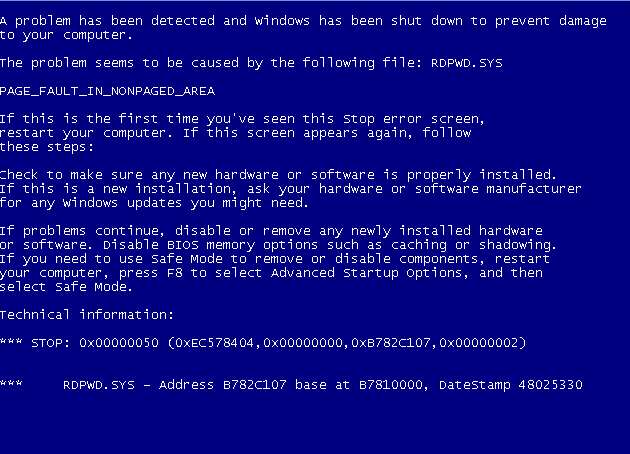 A problem has been detected and Windows has been shut down to prevent damage
to your computer.
The problem seems to be caused by the following file: RDPWD.SYS
PAGE_FAULT_IN_NONPAGED_AREA
If this is the first time you've seen this Stop error screen,
restart your computer. If this screen appears again, follow
these steps:
Check to make sure any new hardware or software is properly installed.
If this is a new installation, ask your hardware or software manufacturer
for any Windows updates you might need.
If problems continue, disable or remove any newly installed hardware
or software. Disable BIOS memory options such as caching or shadowing.
If you need to use Safe Mode to remove or disable components, restart
your computer, press F8 to select Advanced Startup Options, and then
select Safe Mode.
Technical information:
*** STOP: 0x00000050 (0xEC578404,0x00000000,0xB782C107,0x00000002)
*** RDPWD.SYS - Address B782C107 base at B7810000, DateStamp 48025330